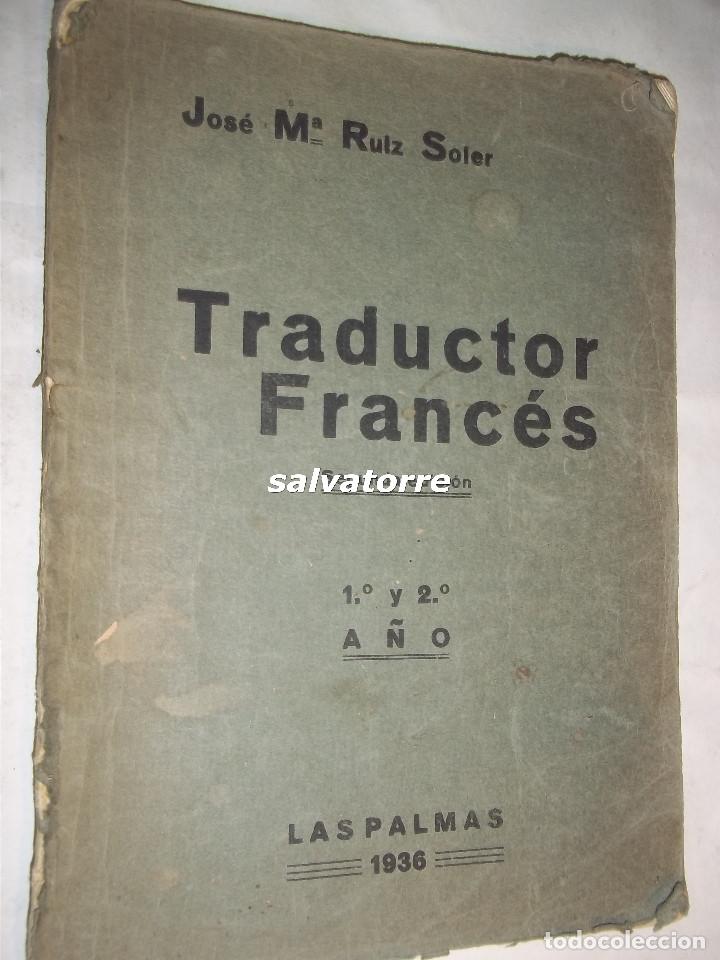 José Mª Ruiz Soler
Traductor
Francés
salvatorre
1.º y 2.º
AÑO
LAS PALMAS
1936
todocoleccion